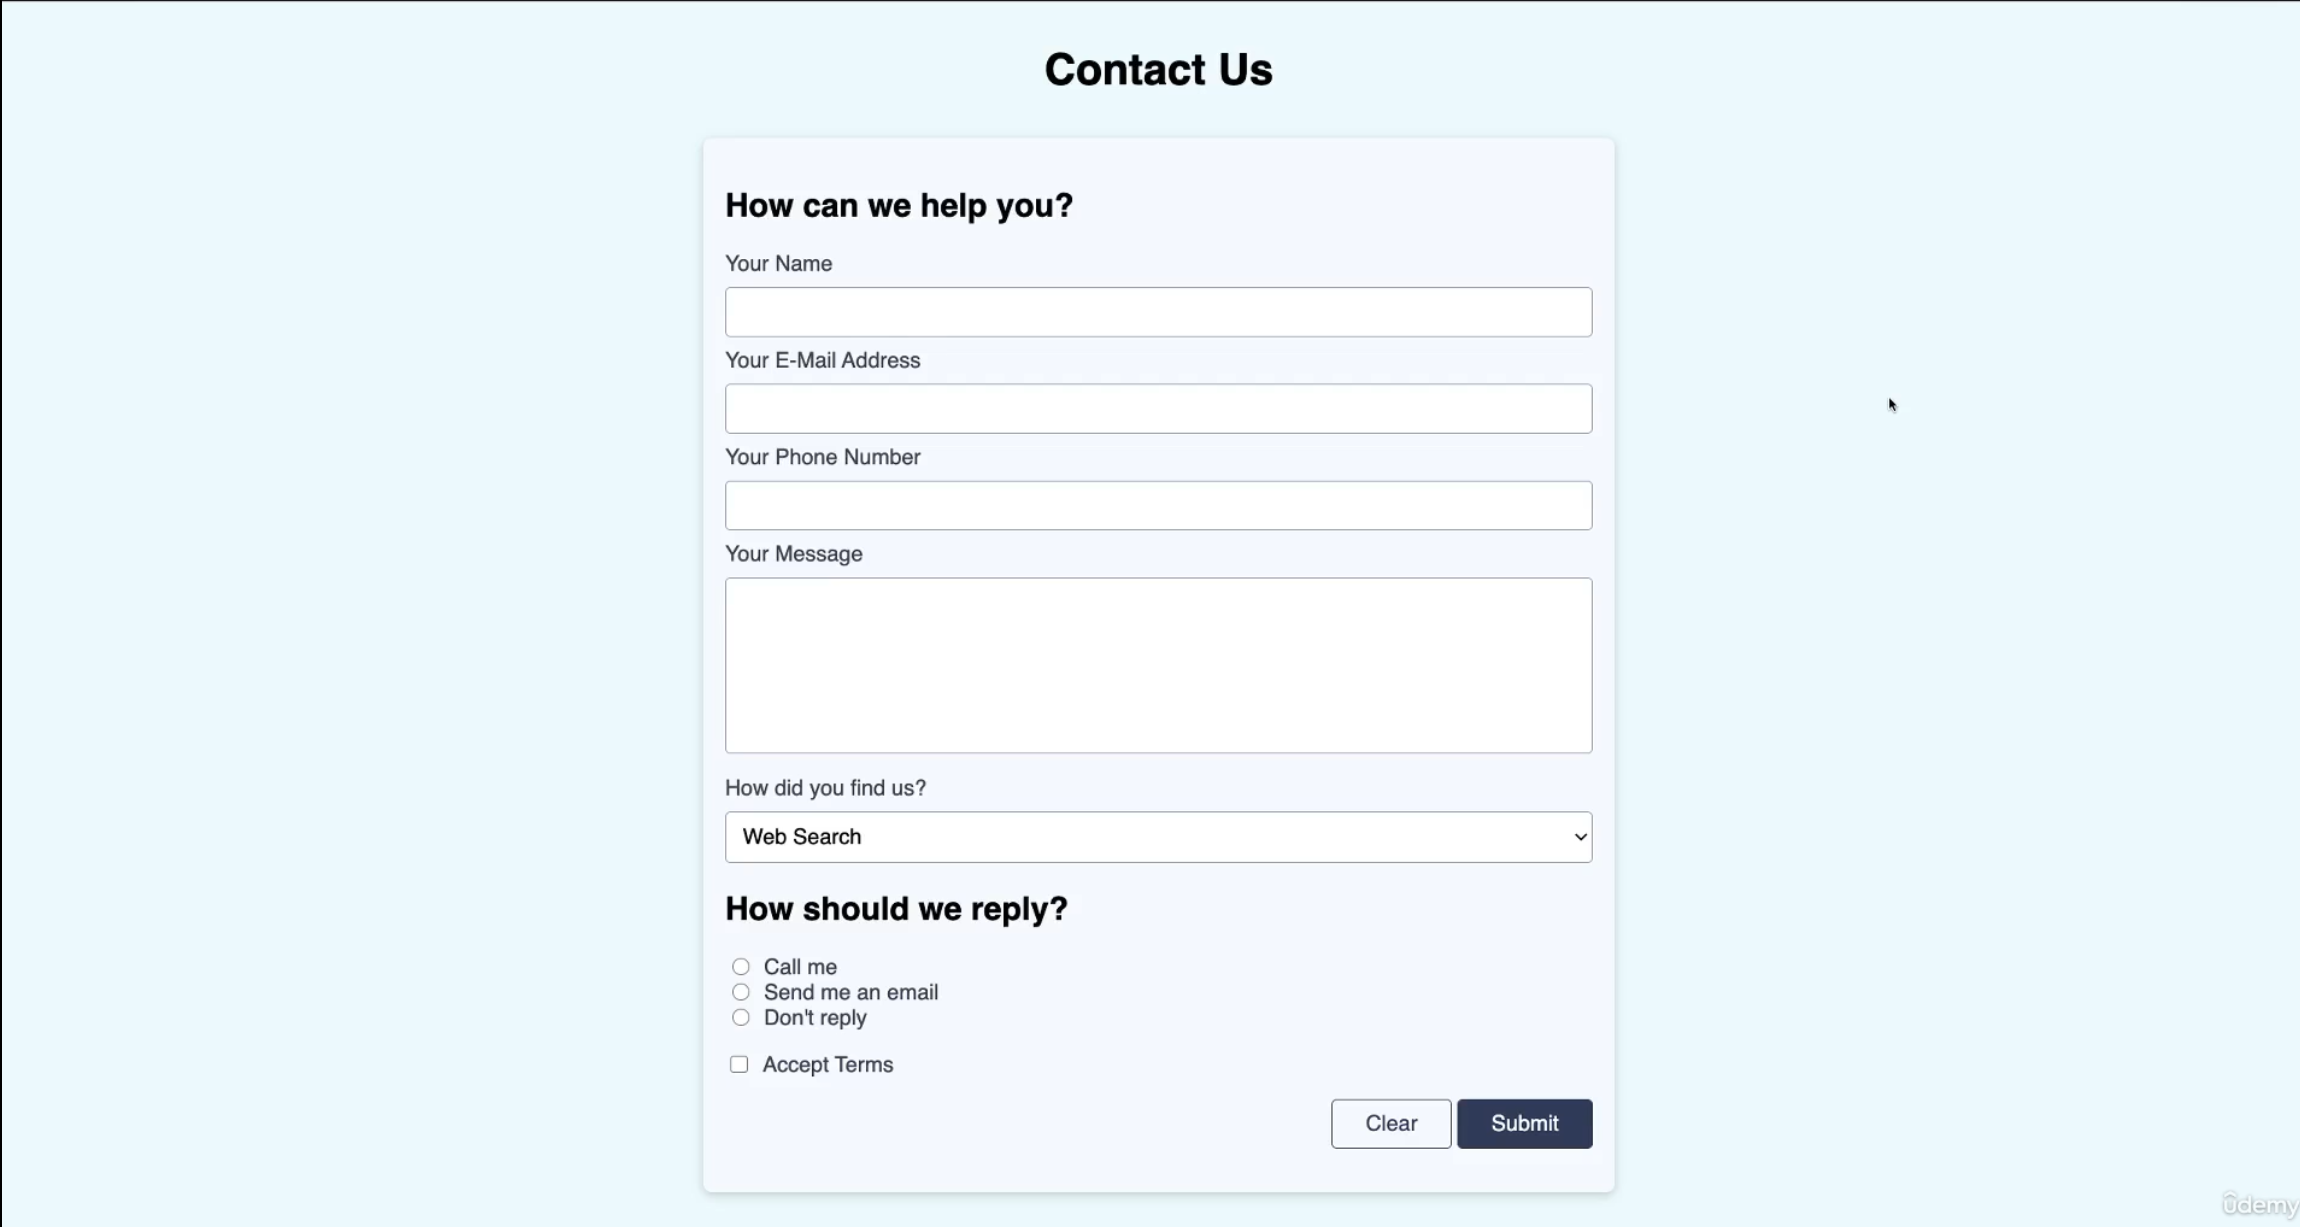 Contact Us
How can we help you?
Your Name
Your E-Mail Address
Your Phone Number
Your Message
How did you find us?
Web Search
How should we reply?
Call me
Send me an email
Don't reply
Accept Terms
Clear Submit
ûdemy